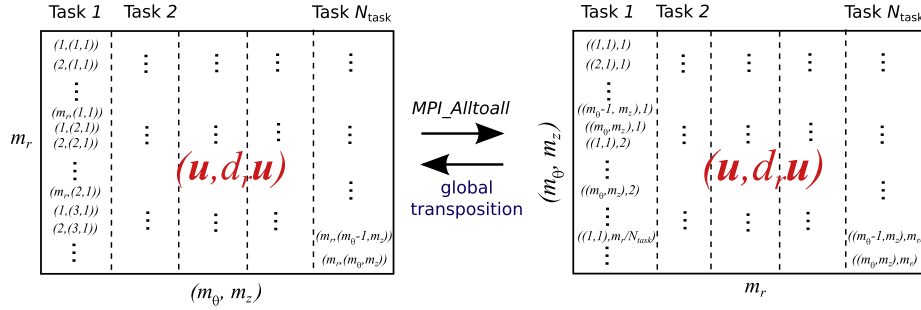 Task 1 Task 2 Task N_task
(1,(1,1))
(2,(1,1))
(m_r,(1,1))
(1,(2,1))
(2,(2,1))
(m_r,(2,1))
(1,(3,1))
(2,(3,1))
(u,d_r u)
(m_r,(m_θ-1,m_z))
(m_r,(m_θ,m_z))
m_r
(m_θ, m_z)
MPI_Alltoall
global
transposition
Task 1 Task 2 Task N_task
((1,1),1)
((2,1),1)
((m_θ-1, m_z),1)
((m_θ,m_z),1)
((1,1),2)
((m_θ,m_z),2)
((1,1),m_r/N_task)
(u,d_r u)
((m_θ-1,m_z),m_r)
((m_θ,m_z),m_r)
(m_θ, m_z)
m_r